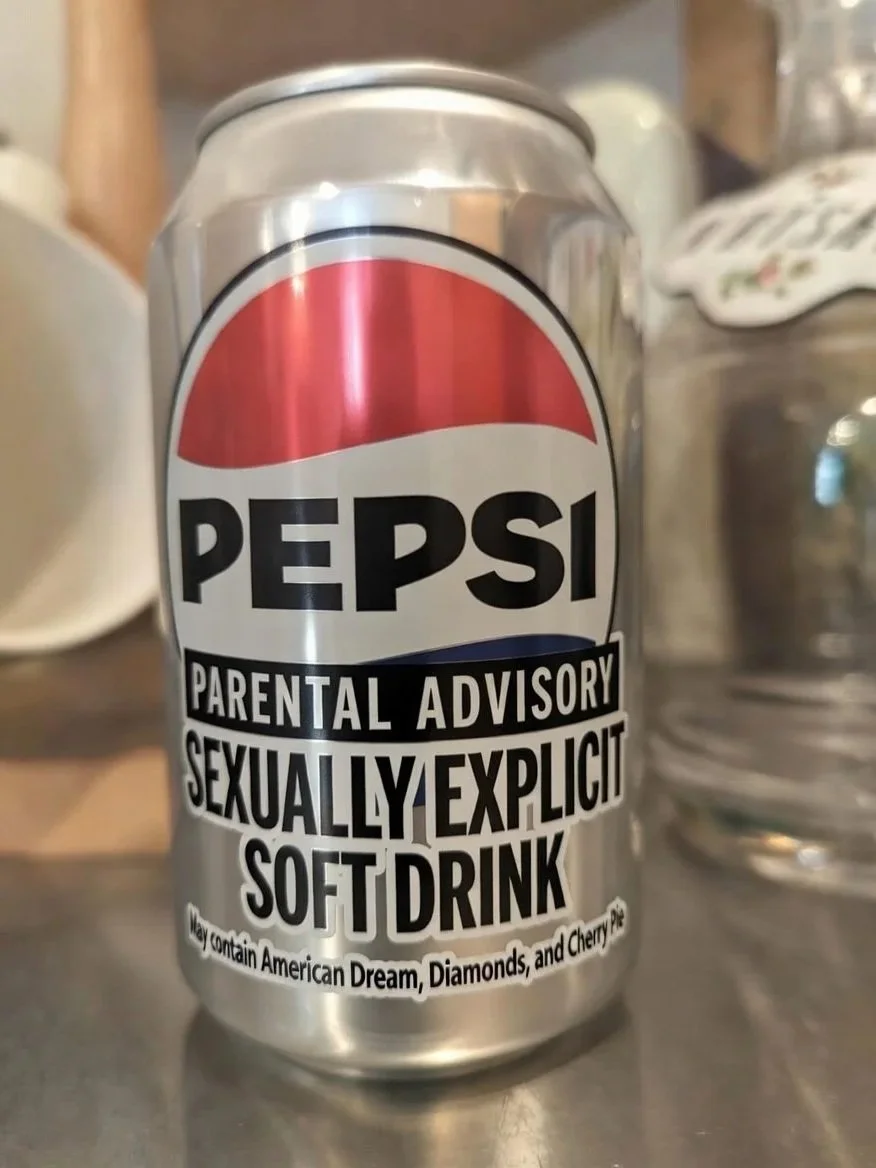 PEPSI
PARENTAL ADVISORY
SEXUALLY EXPLICIT
SOFT DRINK
May contain American Dream, Diamonds, and Cherry Pie